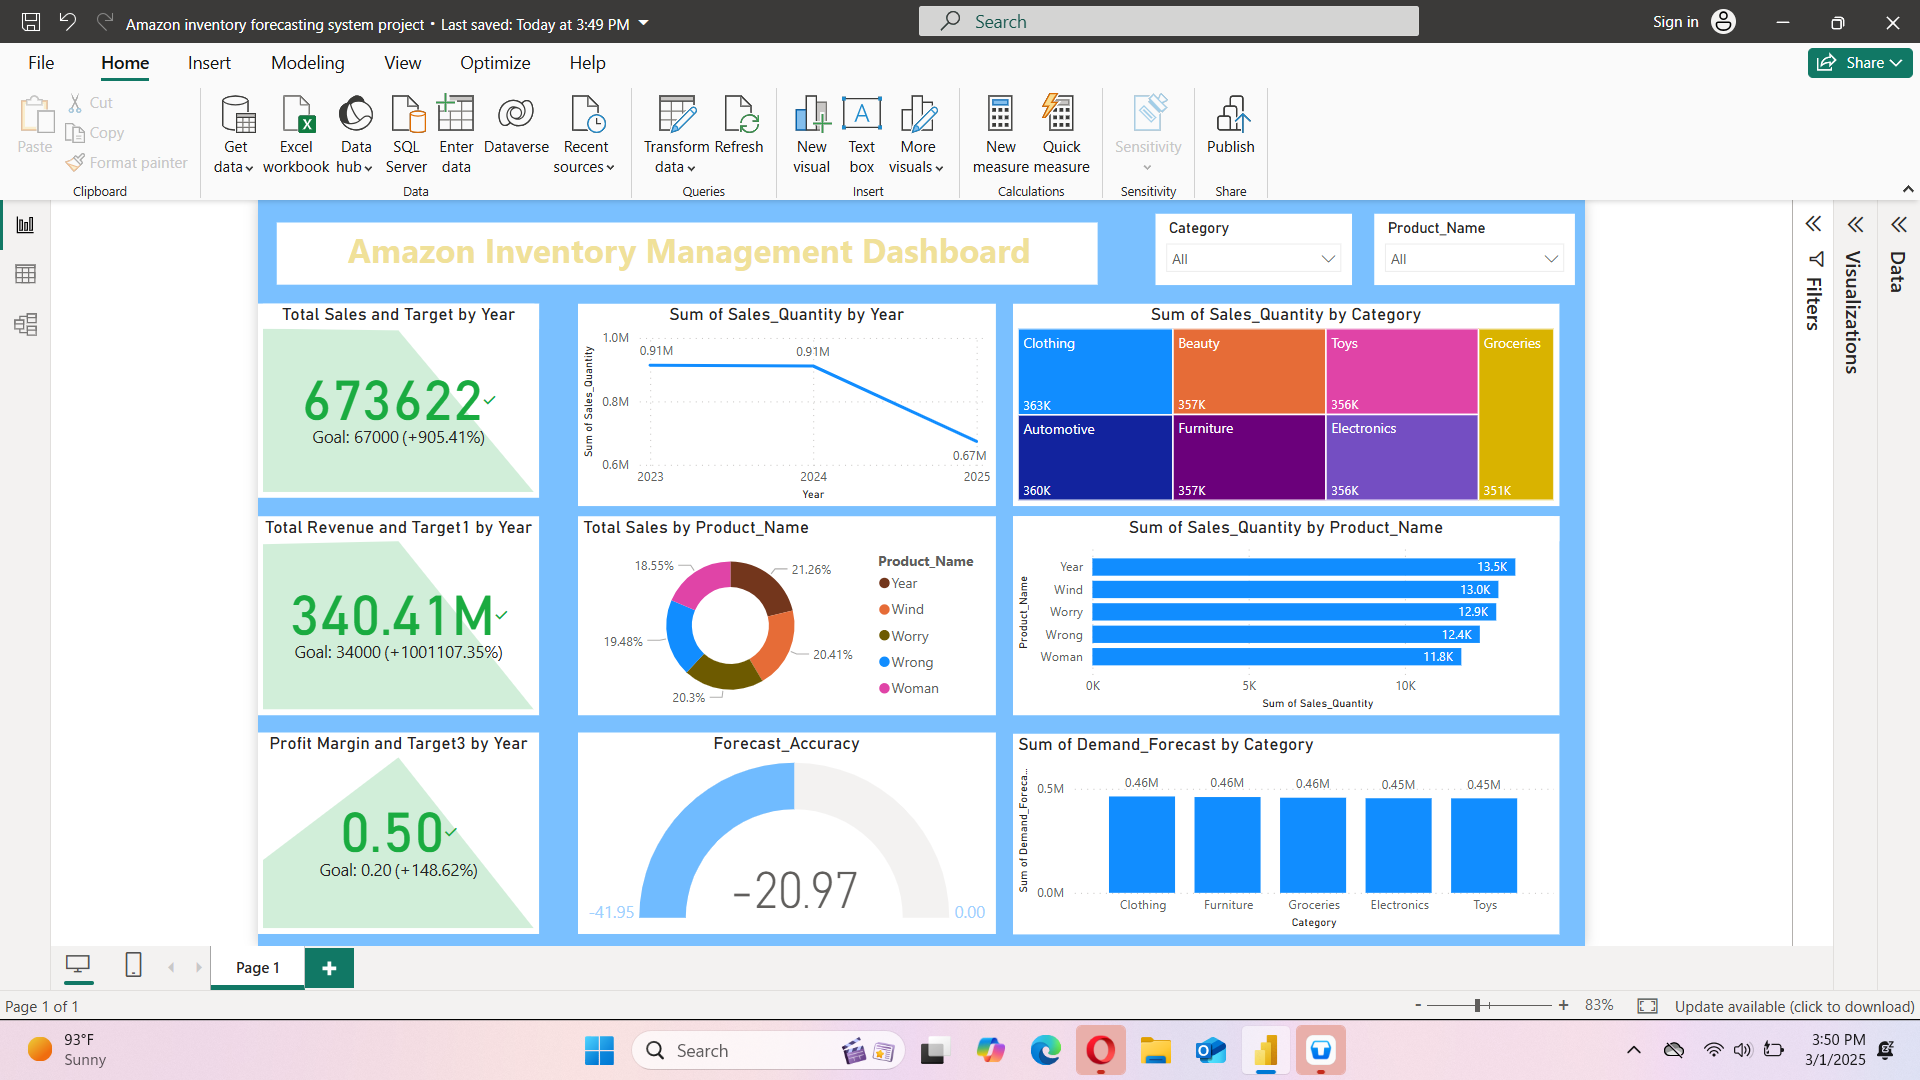 Amazon inventory forecasting system project • Last saved: Today at 3:49 PM
Search
Sign in
File Home Insert Modeling View Optimize Help
Share
Paste
Cut
Copy
Format painter
Clipboard
Get data
Excel workbook
Data hub
SQL Server
Enter data
Dataverse
Recent sources
Data
Transform data
Refresh
Queries
New visual
Text box
More visuals
Insert
New measure
Quick measure
Calculations
Sensitivity
Sensitivity
Publish
Share
Amazon Inventory Management Dashboard
Category
All
Product_Name
All
Filters
Visualizations
Data
Total Sales and Target by Year
673622
Goal: 67000 (+905.41%)
Sum of Sales_Quantity by Year
Sum of Sales_Quantity
1.0M
0.8M
0.6M
0.91M
0.91M
0.67M
2023 2024 2025
Year
Sum of Sales_Quantity by Category
Clothing
363K
Beauty
357K
Toys
356K
Groceries
351K
Automotive
360K
Furniture
357K
Electronics
356K
Total Revenue and Target1 by Year
340.41M
Goal: 34000 (+1001107.35%)
Total Sales by Product_Name
18.55%
21.26%
19.48%
20.41%
20.3%
Product_Name
Year
Wind
Worry
Wrong
Woman
Sum of Sales_Quantity by Product_Name
Product_Name
Year 13.5K
Wind 13.0K
Worry 12.9K
Wrong 12.4K
Woman 11.8K
0K 5K 10K
Sum of Sales_Quantity
Profit Margin and Target3 by Year
0.50
Goal: 0.20 (+148.62%)
Forecast_Accuracy
-20.97
-41.95
0.00
Sum of Demand_Forecast by Category
Sum of Demand_Foreca...
0.5M
0.0M
0.46M 0.46M 0.46M 0.45M 0.45M
Clothing Furniture Groceries Electronics Toys
Category
Page 1
Page 1 of 1
- + 83%
Update available (click to download)
93°F
Sunny
Search
3:50 PM
3/1/2025